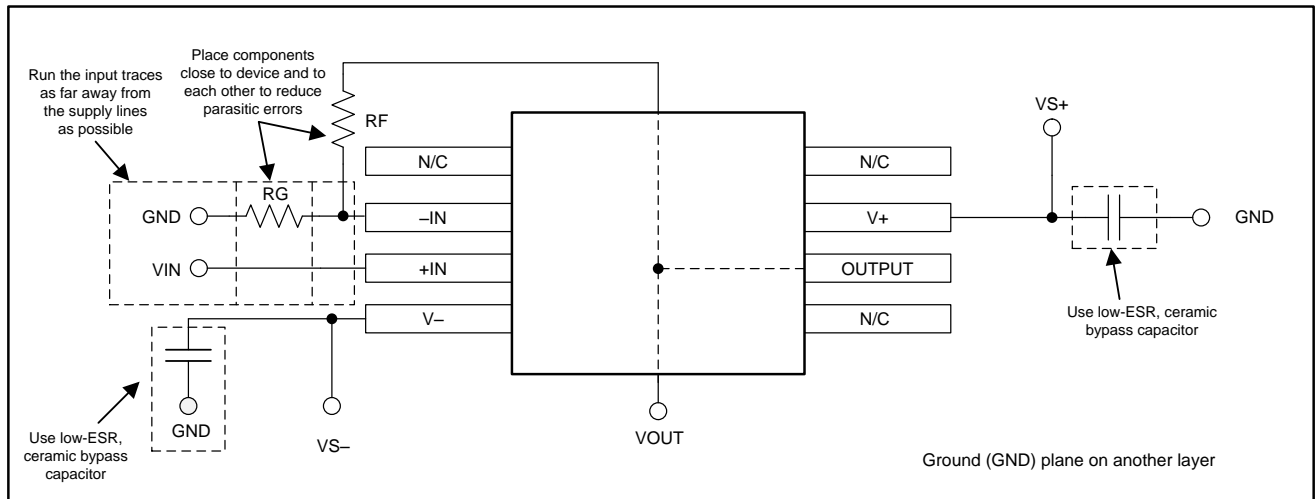 Place components
close to device and to
each other to reduce
parasitic errors
Run the input traces
as far away from
the supply lines
as possible
RF
VS+
N/C
N/C
RG
GND
–IN
V+
GND
VIN
+IN
OUTPUT
V–
N/C
Use low-ESR, ceramic
bypass capacitor
GND
Use low-ESR,
ceramic bypass
capacitor
VS–
VOUT
Ground (GND) plane on another layer